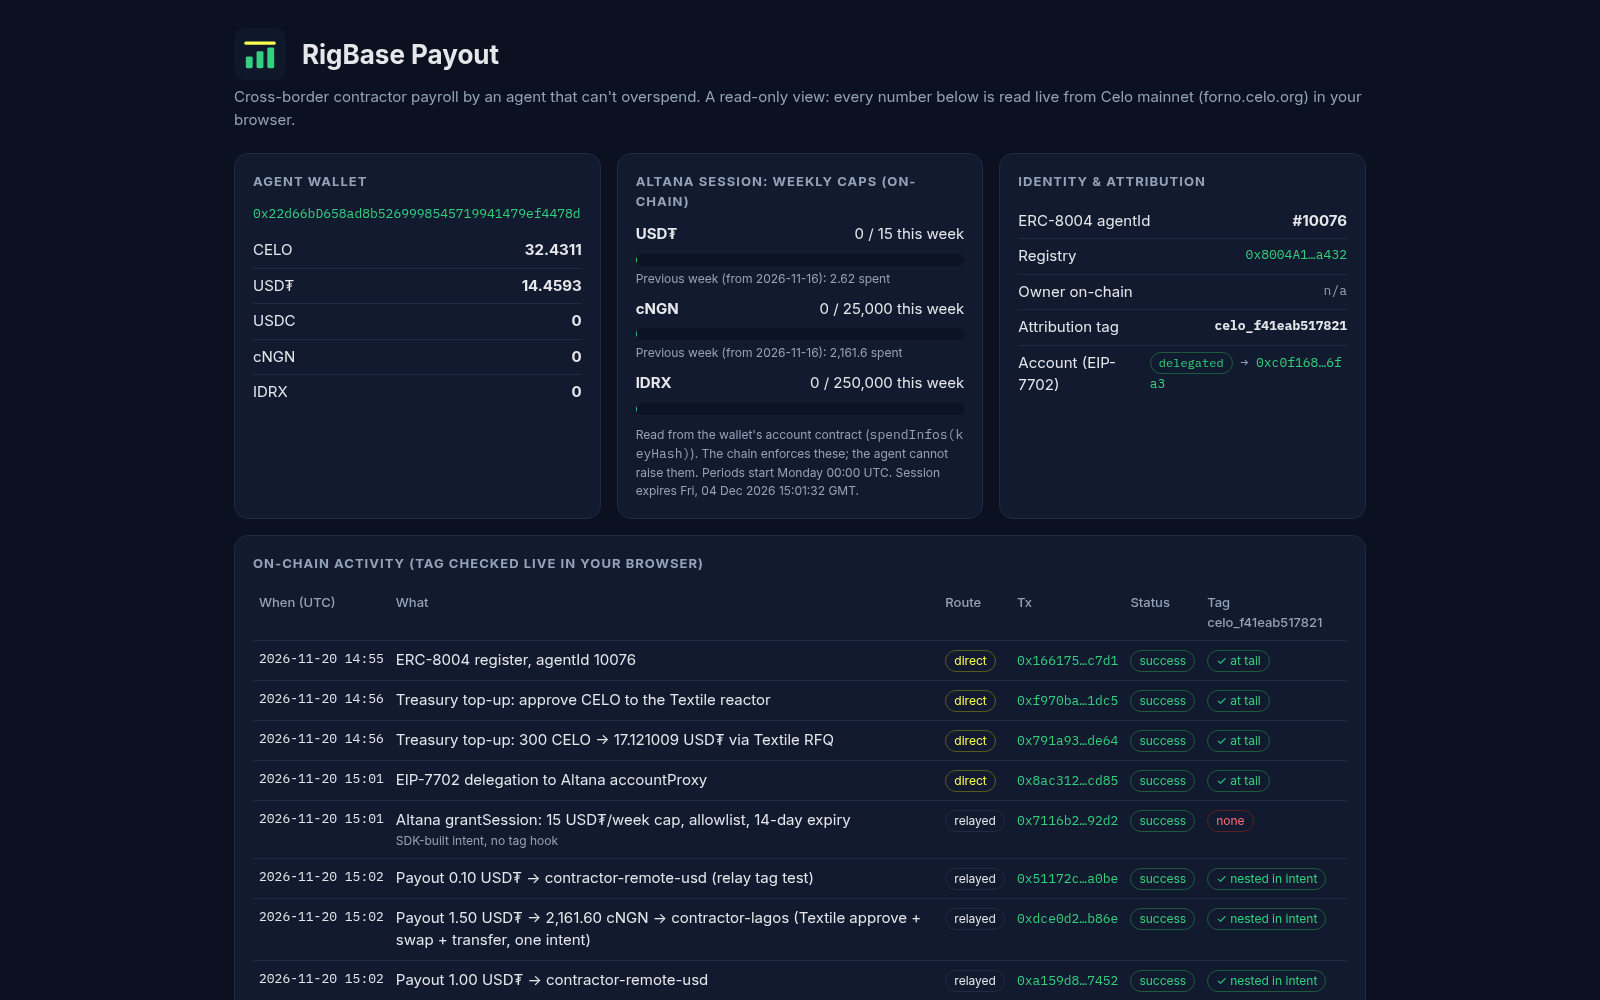 RigBase Payout
Cross-border contractor payroll by an agent that can't overspend. A read-only view: every number below is read live from Celo mainnet (forno.celo.org) in your
browser.
AGENT WALLET
0x22d66bD658ad8b5269998545719941479ef4478d
CELO 32.4311
USD₮ 14.4593
USDC 0
cNGN 0
IDRX 0
ALTANA SESSION: WEEKLY CAPS (ON-
CHAIN)
USD₮ 0 / 15 this week
Previous week (from 2026-11-16): 2.62 spent
cNGN 0 / 25,000 this week
Previous week (from 2026-11-16): 2,161.6 spent
IDRX 0 / 250,000 this week
Read from the wallet's account contract (spendInfos(k
eyHash)). The chain enforces these; the agent cannot
raise them. Periods start Monday 00:00 UTC. Session
expires Fri, 04 Dec 2026 15:01:32 GMT.
IDENTITY & ATTRIBUTION
ERC-8004 agentId #10076
Registry 0x8004A1…a432
Owner on-chain n/a
Attribution tag celo_f41eab517821
Account (EIP-
7702)
delegated → 0xc0f168…6f
a3
ON-CHAIN ACTIVITY (TAG CHECKED LIVE IN YOUR BROWSER)
When (UTC) What Route Tx Status Tag
celo_f41eab517821
2026-11-20 14:55 ERC-8004 register, agentId 10076 direct 0x166175…c7d1 success ✓ at tail
2026-11-20 14:56 Treasury top-up: approve CELO to the Textile reactor direct 0xf970ba…1dc5 success ✓ at tail
2026-11-20 14:56 Treasury top-up: 300 CELO → 17.121009 USD₮ via Textile RFQ direct 0x791a93…de64 success ✓ at tail
2026-11-20 15:01 EIP-7702 delegation to Altana accountProxy direct 0x8ac312…cd85 success ✓ at tail
2026-11-20 15:01 Altana grantSession: 15 USD₮/week cap, allowlist, 14-day expiry relayed 0x7116b2…92d2 success none
SDK-built intent, no tag hook
2026-11-20 15:02 Payout 0.10 USD₮ → contractor-remote-usd (relay tag test) relayed 0x51172c…a0be success ✓ nested in intent
2026-11-20 15:02 Payout 1.50 USD₮ → 2,161.60 cNGN → contractor-lagos (Textile approve + relayed 0xdce0d2…b86e success ✓ nested in intent
swap + transfer, one intent)
2026-11-20 15:02 Payout 1.00 USD₮ → contractor-remote-usd relayed 0xa159d8…7452 success ✓ nested in intent